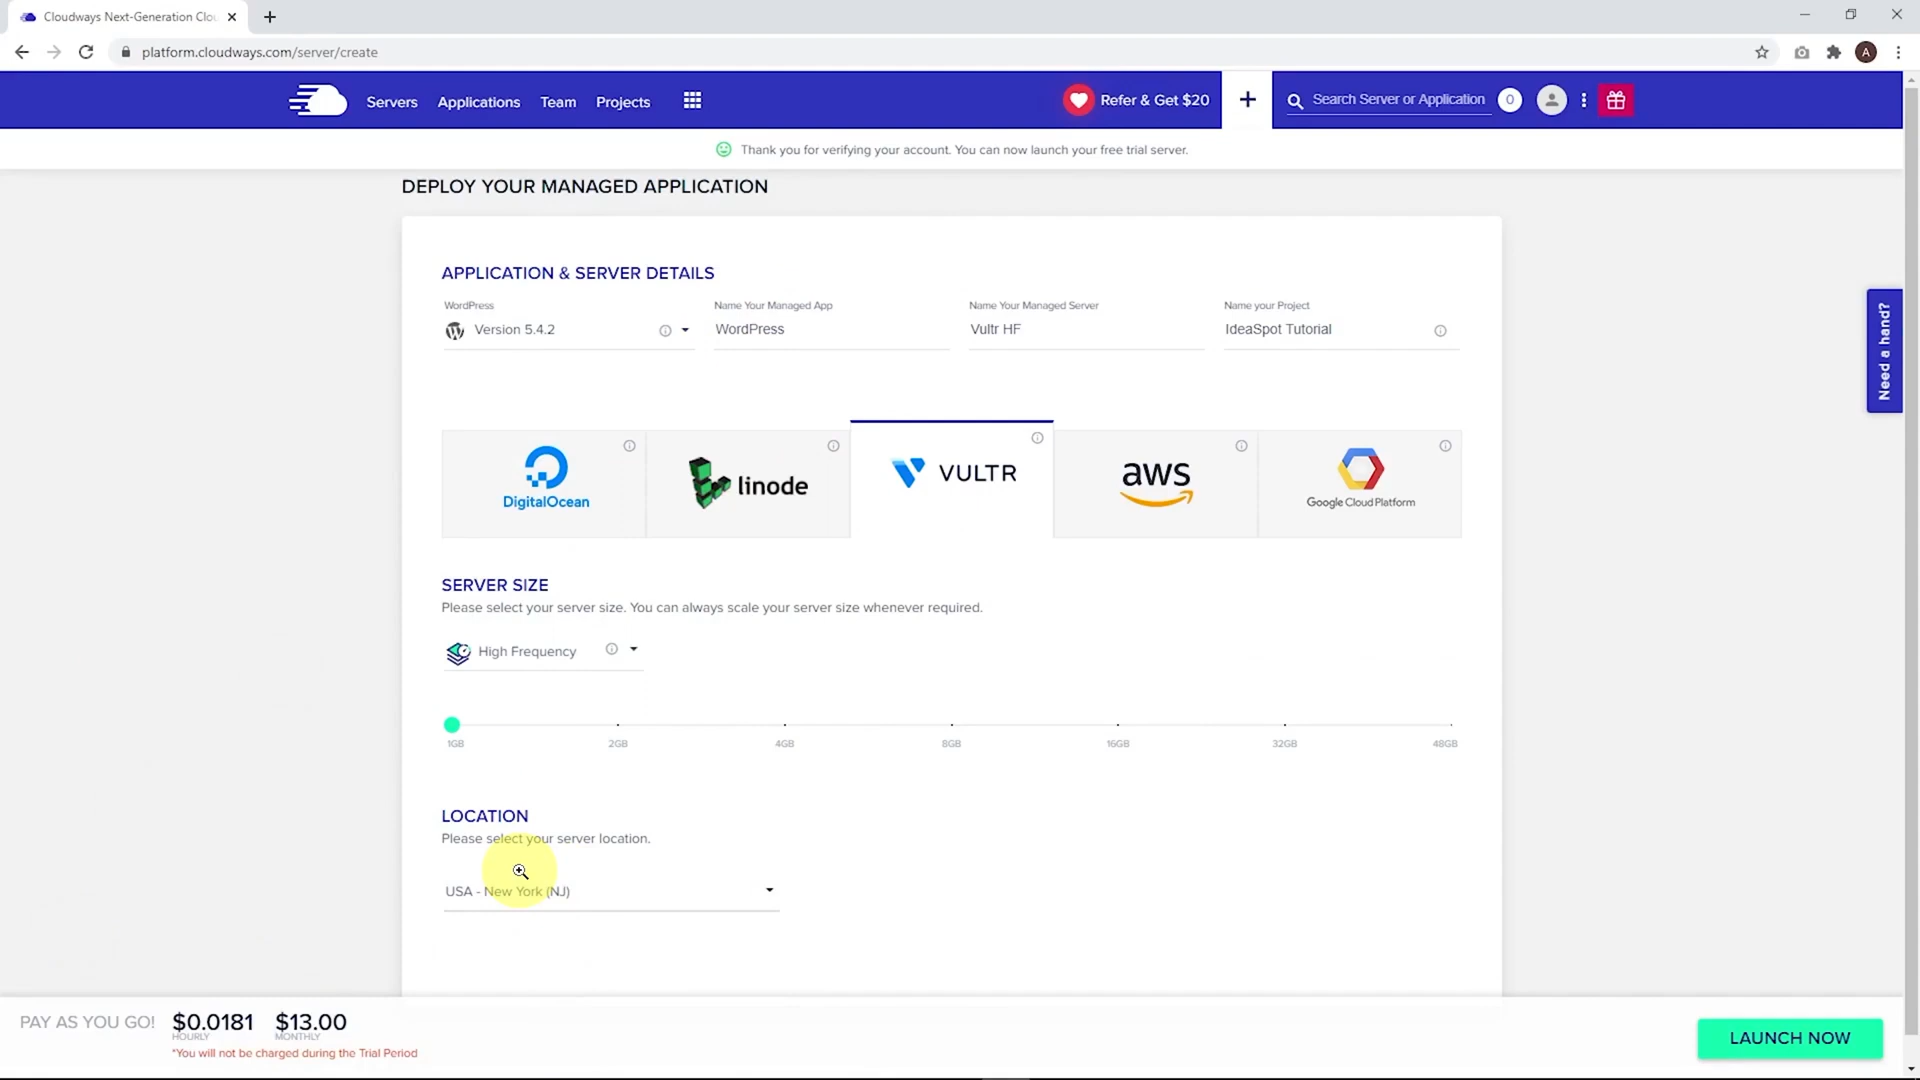 Cloudways Next-Generation Clou
platform.cloudways.com/server/create
A
Servers
Applications
Team
Projects
Refer & Get $20
+
Search Server or Application
0
Thank you for verifying your account. You can now launch your free trial server.
DEPLOY YOUR MANAGED APPLICATION
APPLICATION & SERVER DETAILS
WordPress
Name Your Managed App
Name Your Managed Server
Name your Project
Version 5.4.2
WordPress
Vultr HF
IdeaSpot Tutorial
Need a hand?
DigitalOcean
linode
VULTR
aws
Google Cloud Platform
SERVER SIZE
Please select your server size. You can always scale your server size whenever required.
High Frequency
1GB
2GB
4GB
8GB
16GB
32GB
48GB
LOCATION
Please select your server location.
USA - New York (NJ)
PAY AS YOU GO!
$0.0181
$13.00
HOURLY
MONTHLY
*You will not be charged during the Trial Period
LAUNCH NOW